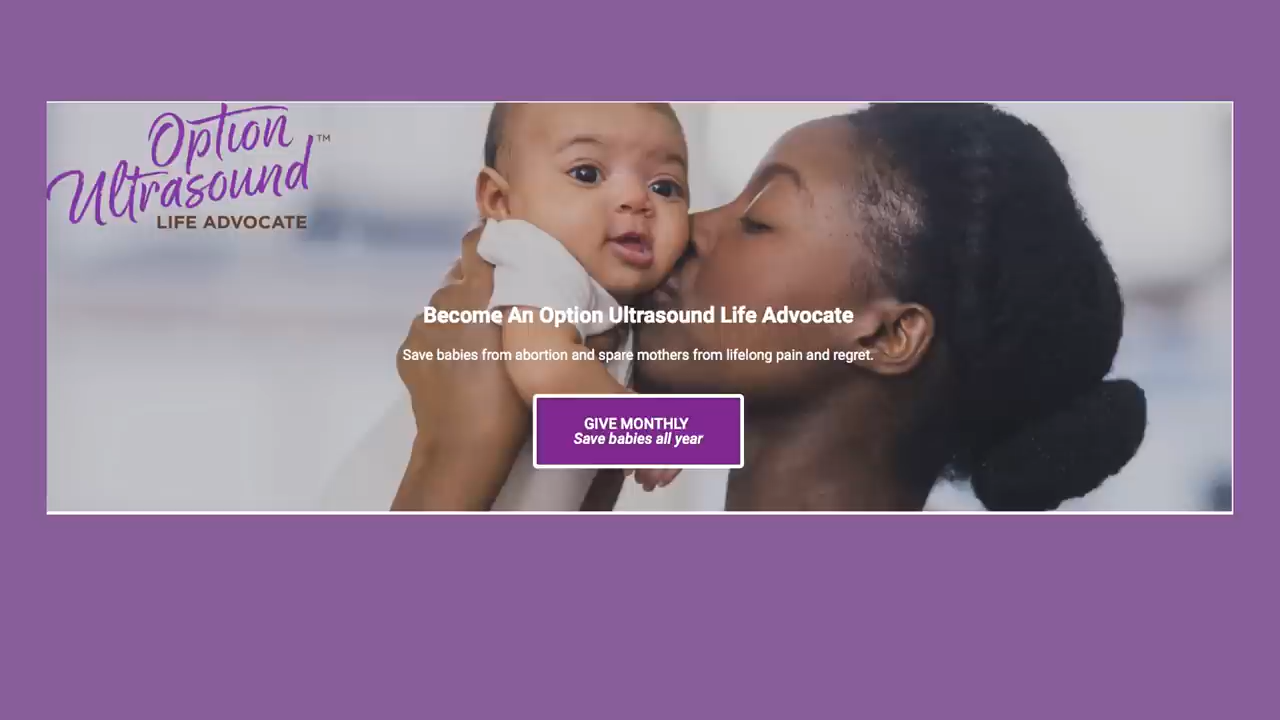 Option
Ultrasound™
LIFE ADVOCATE
Become An Option Ultrasound Life Advocate
Save babies from abortion and spare mothers from lifelong pain and regret.
GIVE MONTHLY
Save babies all year